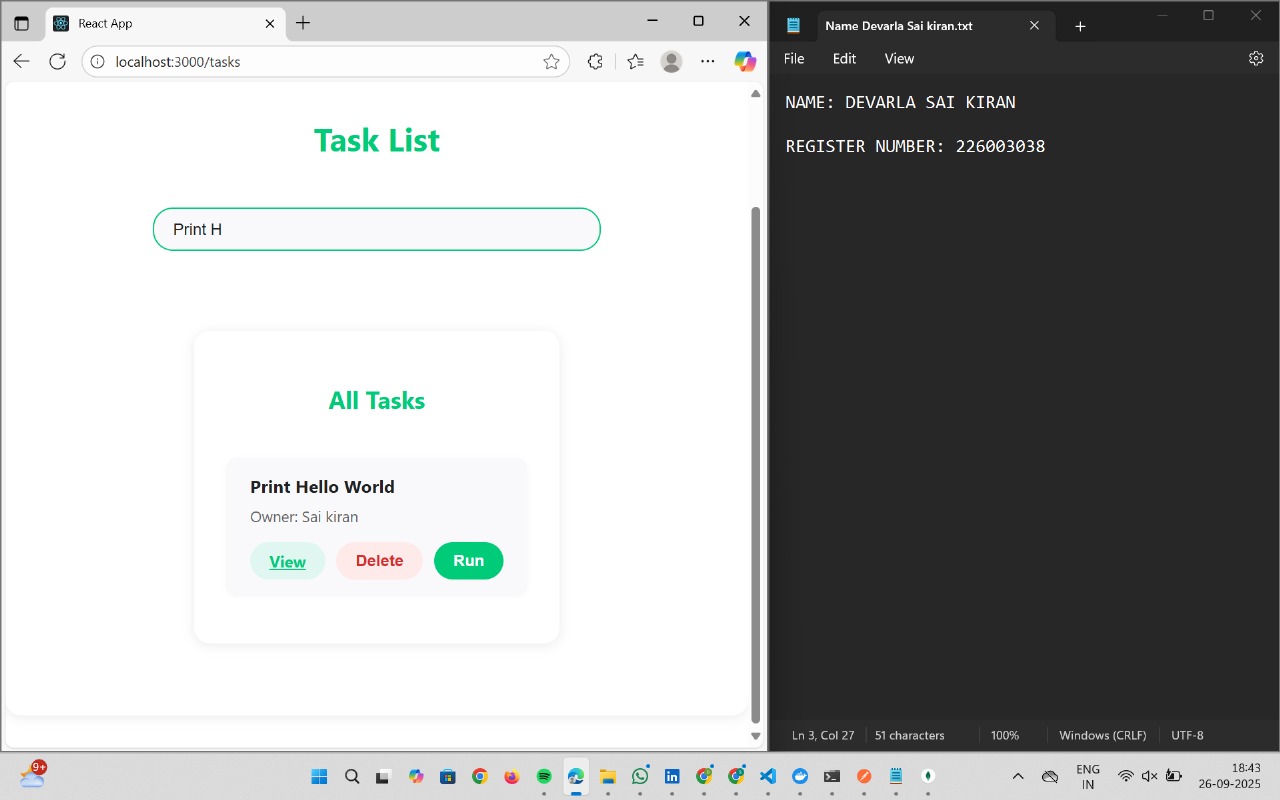 React App
localhost:3000/tasks
Task List
Print H
All Tasks
Print Hello World
Owner: Sai kiran
View Delete Run
Name Devarla Sai kiran.txt
File Edit View
NAME: DEVARLA SAI KIRAN
REGISTER NUMBER: 226003038
Ln 3, Col 27 51 characters 100% Windows (CRLF) UTF-8
9+
ENG
IN
18:43
26-09-2025